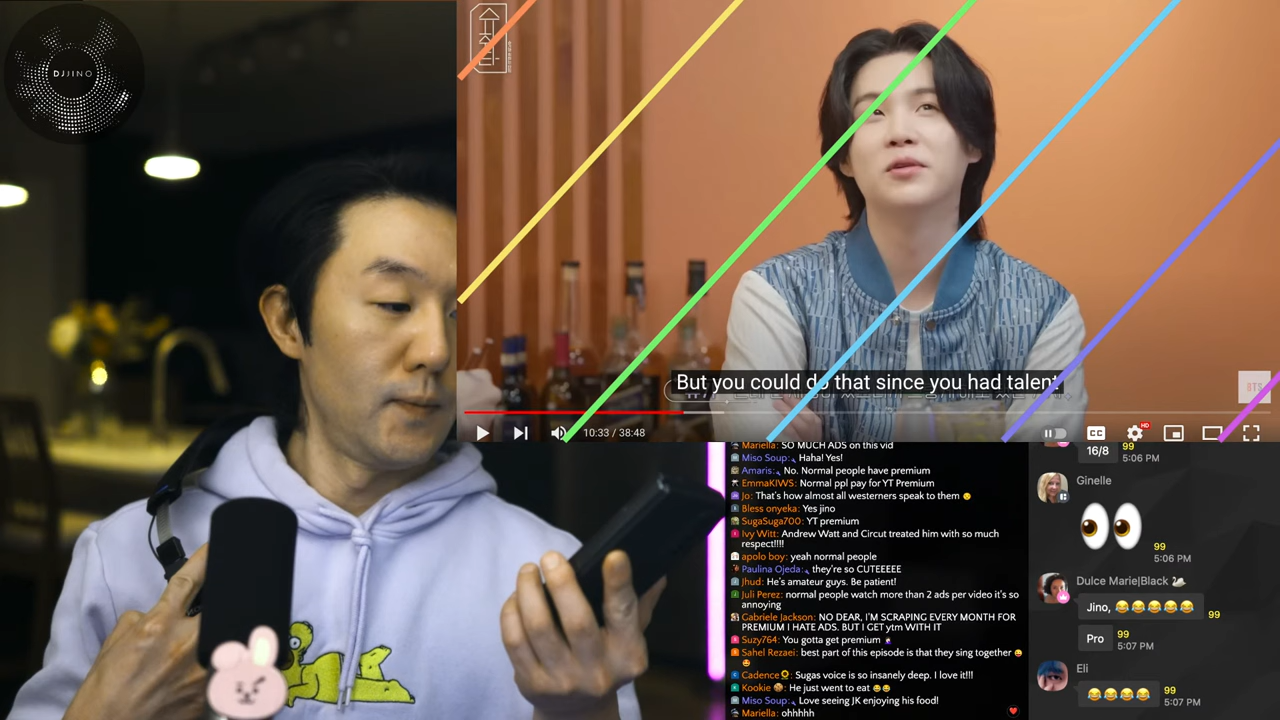 DJJINO
슈취타
But you could do that since you had talent
BTS
10:33 / 38:48
CC
HD
Mariella: SO MUCH ADS on this vid
Miso Soup: Haha! Yes!
Amaris: No. Normal people have premium
EmmaKIWS: Normal ppl pay for YT Premium
Jo: That's how almost all westerners speak to them 😥
Bless onyeka: Yes jino
SugaSuga700: YT premium
Ivy Witt: Andrew Watt and Circut treated him with so much
respect!!!!
apolo boy: yeah normal people
Paulina Ojeda: they're so CUTEEEEE
Jhud: He's amateur guys. Be patient!
Juli Perez: normal people watch more than 2 ads per video it's so
annoying
Gabriele Jackson: NO DEAR, I'M SCRAPING EVERY MONTH FOR
PREMIUM I HATE ADS. BUT I GET ytm WITH IT
Suzy764: You gotta get premium
Sahel Rezaei: best part of this episode is that they sing together 😀
🤩
Cadence🌻: Sugas voice is so insanely deep. I love it!!!
Kookie 🍪: He just went to eat 😂😂
Miso Soup: Love seeing JK enjoying his food!
Mariella: ohhhhh
16/8
99
5:06 PM
Ginelle
👀
99
5:06 PM
Dulce Marie|Black 🦢
Jino, 😂😂😂😂😂
99
Pro
99
5:07 PM
Eli
😂😂😂😂
99
5:07 PM